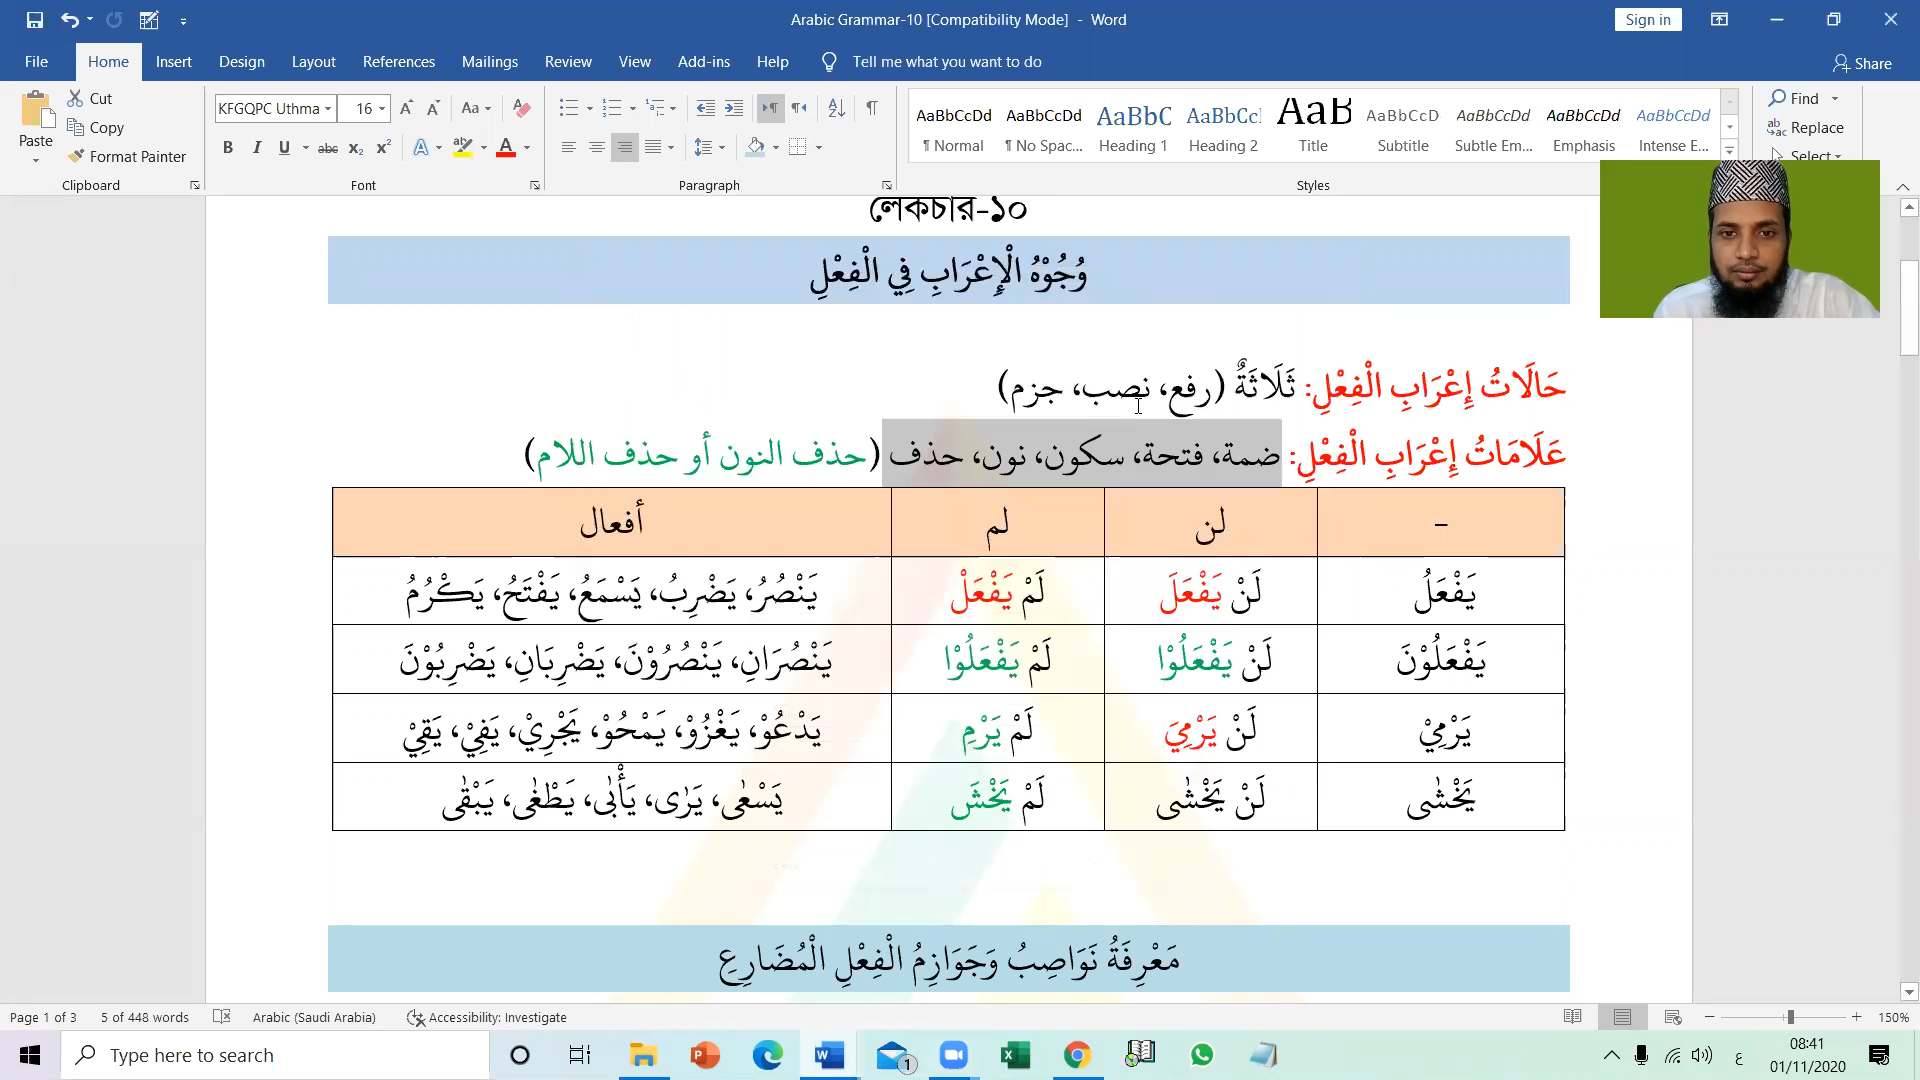 Arabic Grammar-10 [Compatibility Mode] - Word
Sign in
File Home Insert Design Layout References Mailings Review View Add-ins Help Tell me what you want to do Share
Paste Cut Copy Format Painter Clipboard
KFGQPC Uthma 16 Font
Paragraph
AaBbCcDd ¶ Normal AaBbCcDd ¶ No Spac... AaBbC Heading 1 AaBbCcl Heading 2 AaB Title AaBbCcD Subtitle AaBbCcDd Subtle Em... AaBbCcDd Emphasis AaBbCcDd Intense E... Styles
Find Replace Select
লেকচার-১০
وُجُوْهُ الْإِعْرَابِ فِي الْفِعْلِ
حَالَاتُ إِعْرَابِ الْفِعْلِ: ثَلَاثَةٌ (رفع، نصب، جزم)
عَلَامَاتُ إِعْرَابِ الْفِعْلِ: ضمة، فتحة، سكون، نون، حذف (حذف النون أو حذف اللام)
– لن لم أفعال
يَفْعَلُ لَنْ يَفْعَلَ لَمْ يَفْعَلْ يَنْصُرُ، يَضْرِبُ، يَسْمَعُ، يَفْتَحُ، يَكْرُمُ
يَفْعَلُوْنَ لَنْ يَفْعَلُوْا لَمْ يَفْعَلُوْا يَنْصُرَانِ، يَنْصُرُوْنَ، يَضْرِبَانِ، يَضْرِبُوْنَ
يَرْمِيْ لَنْ يَرْمِيَ لَمْ يَرْمِ يَدْعُوْ، يَغْزُوْ، يَمْحُوْ، يَجْرِيْ، يَفِيْ، يَقِيْ
يَخْشٰى لَنْ يَخْشٰى لَمْ يَخْشَ يَسْعٰى، يَرٰى، يَأْبٰى، يَطْغٰى، يَبْقٰى
مَعْرِفَةُ نَوَاصِبُ وَجَوَازِمُ الْفِعْلِ الْمُضَارِعِ
Page 1 of 3 5 of 448 words Arabic (Saudi Arabia) Accessibility: Investigate 150%
Type here to search
1
ع
08:41
01/11/2020